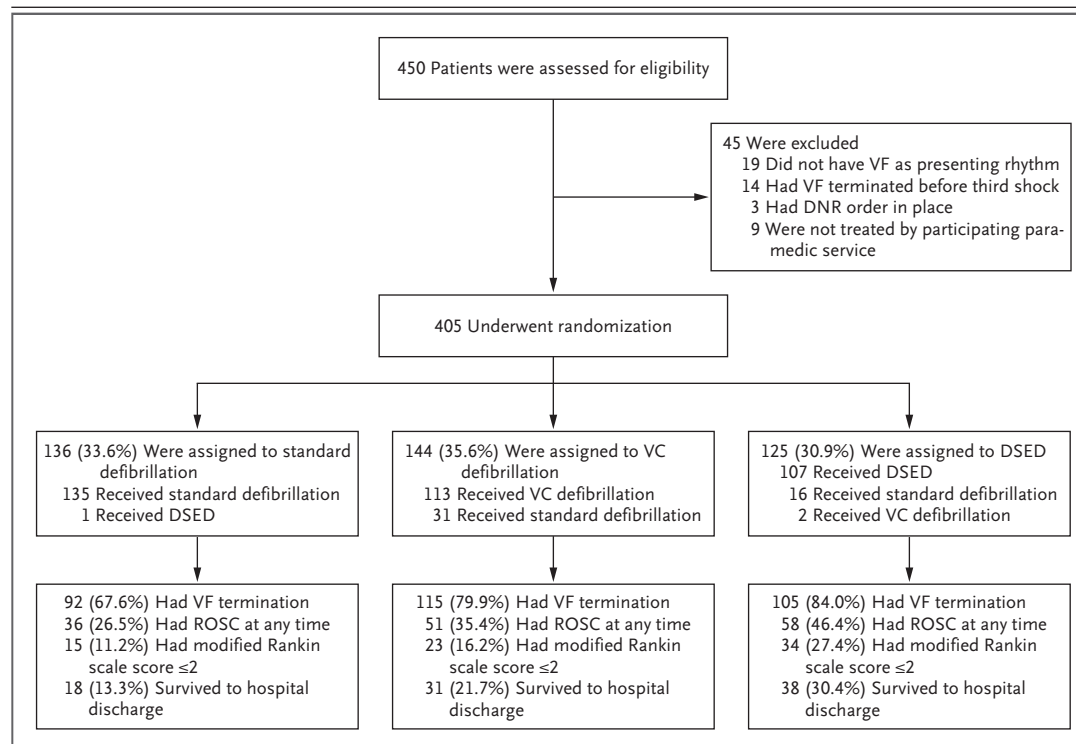 450 Patients were assessed for eligibility
45 Were excluded
19 Did not have VF as presenting rhythm
14 Had VF terminated before third shock
3 Had DNR order in place
9 Were not treated by participating para-
medic service
405 Underwent randomization
136 (33.6%) Were assigned to standard
defibrillation
135 Received standard defibrillation
1 Received DSED
144 (35.6%) Were assigned to VC
defibrillation
113 Received VC defibrillation
31 Received standard defibrillation
125 (30.9%) Were assigned to DSED
107 Received DSED
16 Received standard defibrillation
2 Received VC defibrillation
92 (67.6%) Had VF termination
36 (26.5%) Had ROSC at any time
15 (11.2%) Had modified Rankin
scale score ≤2
18 (13.3%) Survived to hospital
discharge
115 (79.9%) Had VF termination
51 (35.4%) Had ROSC at any time
23 (16.2%) Had modified Rankin
scale score ≤2
31 (21.7%) Survived to hospital
discharge
105 (84.0%) Had VF termination
58 (46.4%) Had ROSC at any time
34 (27.4%) Had modified Rankin
scale score ≤2
38 (30.4%) Survived to hospital
discharge